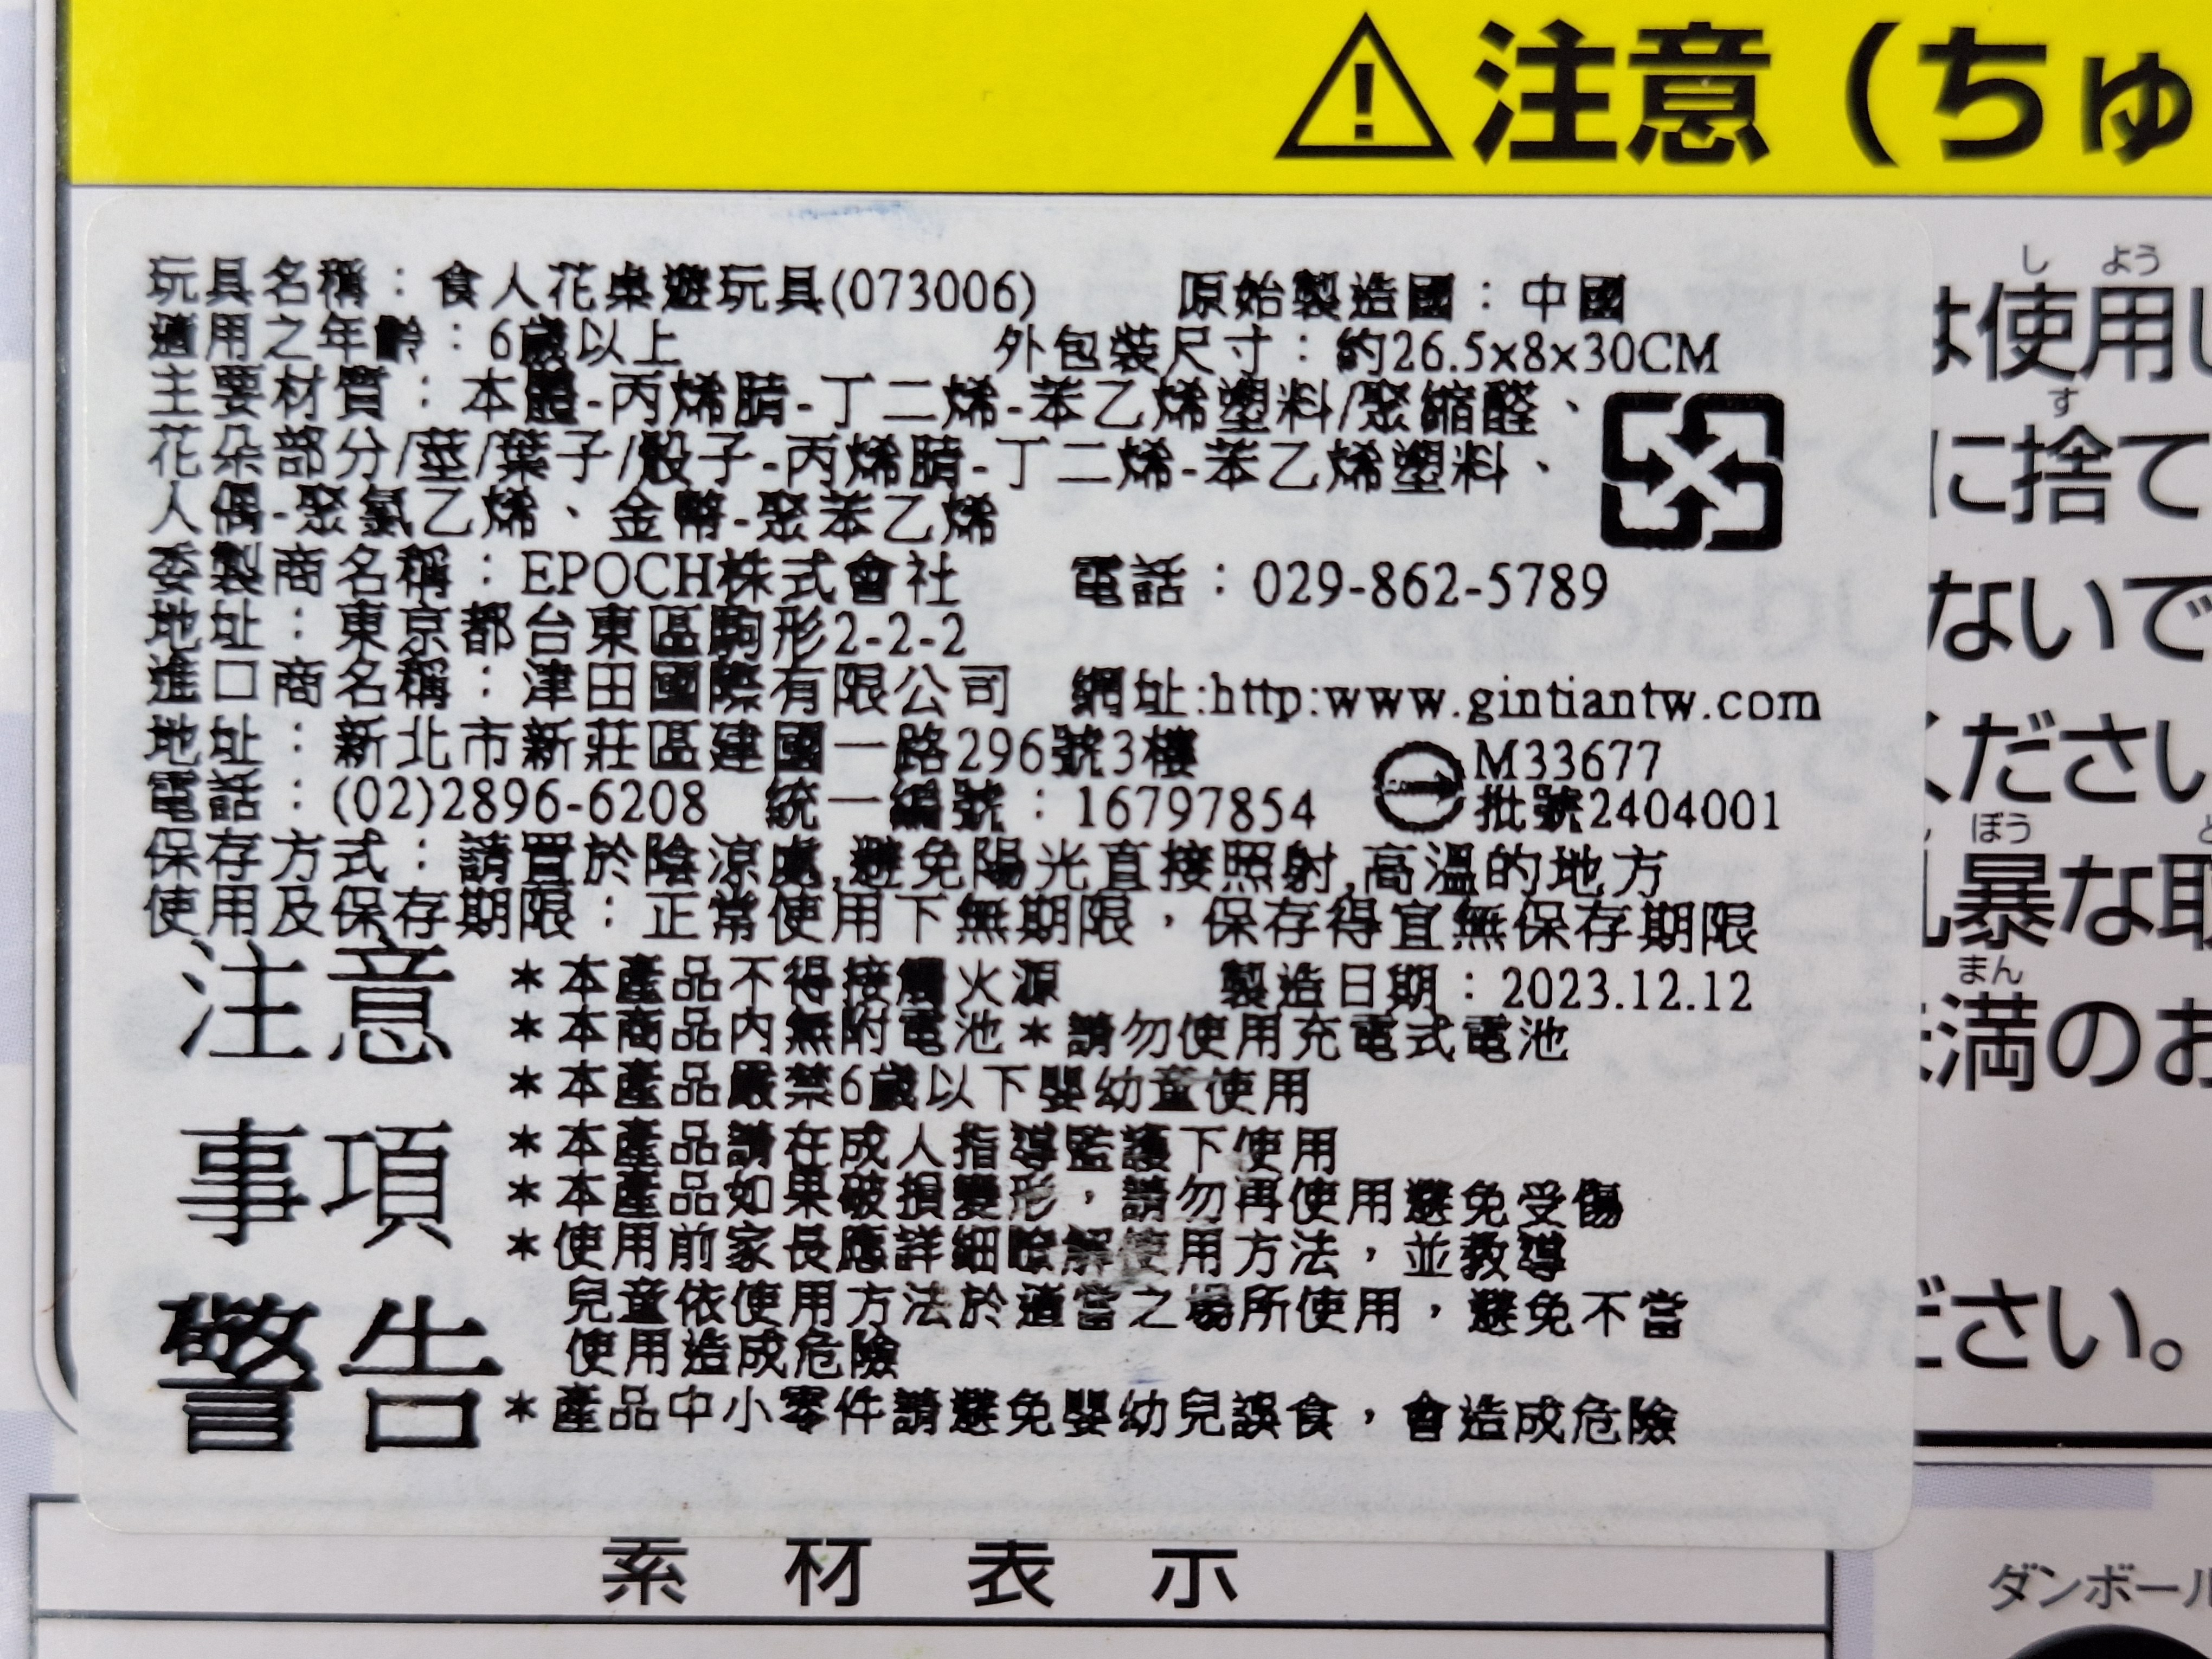 ⚠注意（ちゅ
玩具名稱：食人花桌遊玩具(073006) 原始製造國：中國
適用之年齡：6歲以上 外包裝尺寸：約26.5x8x30CM
主要材質：本體-丙烯腈-丁二烯-苯乙烯塑料/聚縮醛、
花朵部分/莖/葉子/骰子-丙烯腈-丁二烯-苯乙烯塑料、
人偶-聚氯乙烯、金幣-聚苯乙烯
委製商名稱：EPOCH株式會社 電話：029-862-5789
地址：東京都台東區駒形2-2-2
進口商名稱：津田國際有限公司 網址:http:www.gintiantw.com
地址：新北市新莊區建國一路296號3樓
M33677
電話：(02)2896-6208 統一編號：16797854 批號2404001
保存方式：請置於陰涼處,避免陽光直接照射,高溫的地方
使用及保存期限：正常使用下無期限，保存得宜無保存期限
注意
事項
警告
＊本產品不得接觸火源 製造日期：2023.12.12
＊本商品內無附電池＊請勿使用充電式電池
＊本產品嚴禁6歲以下嬰幼童使用
＊本產品請在成人指導監護下使用
＊本產品如果破損變形，請勿再使用避免受傷
＊使用前家長應詳細瞭解使用方法，並教導
兒童依使用方法於適當之場所使用，避免不當
使用造成危險
＊產品中小零件請避免嬰幼兒誤食，會造成危險
し よう
は使用し
す
に捨て
ないで
ください
ぼう
暴な取
まん
未満のお
ださい。
素材表示
ダンボール